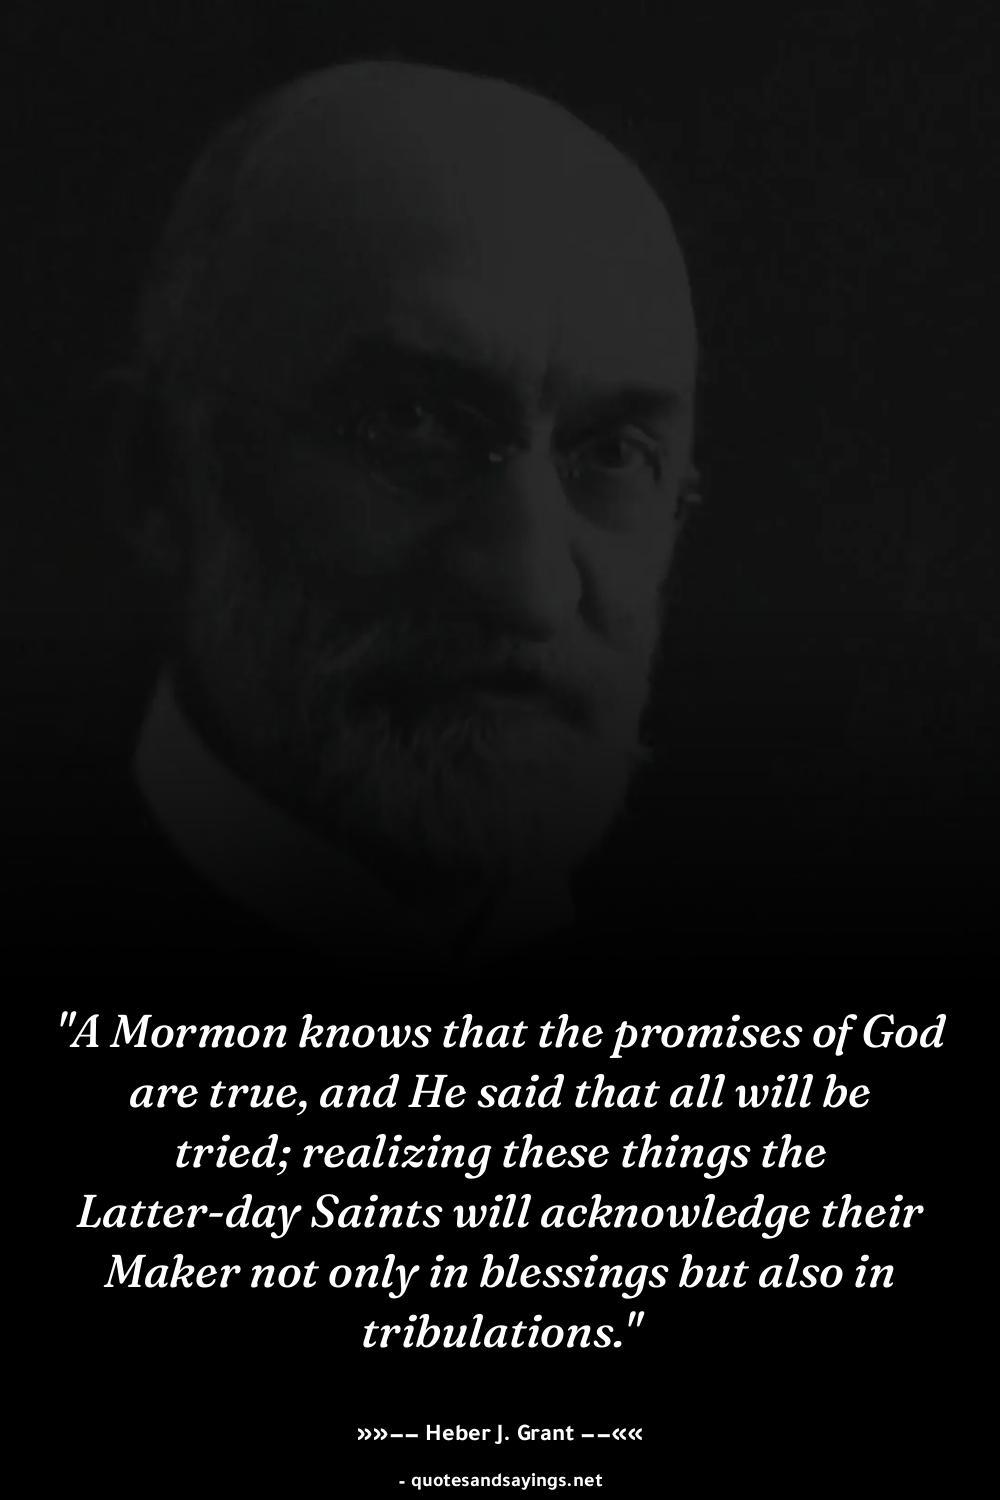 "A Mormon knows that the promises of God
are true, and He said that all will be
tried; realizing these things the
Latter-day Saints will acknowledge their
Maker not only in blessings but also in
tribulations."
»»–– Heber J. Grant ––««
- quotesandsayings.net